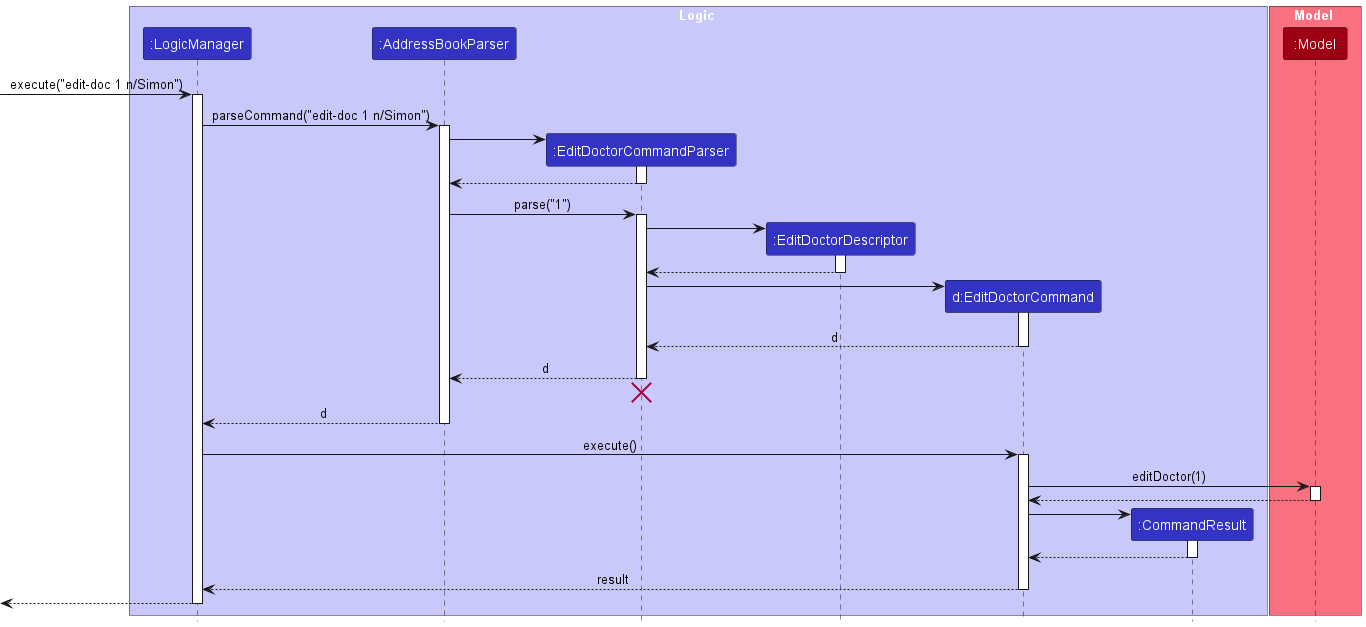 Logic
Model
:LogicManager
:AddressBookParser
:Model
execute("edit-doc 1 n/Simon")
parseCommand("edit-doc 1 n/Simon")
:EditDoctorCommandParser
parse("1")
:EditDoctorDescriptor
d:EditDoctorCommand
d
d
d
execute()
editDoctor(1)
:CommandResult
result